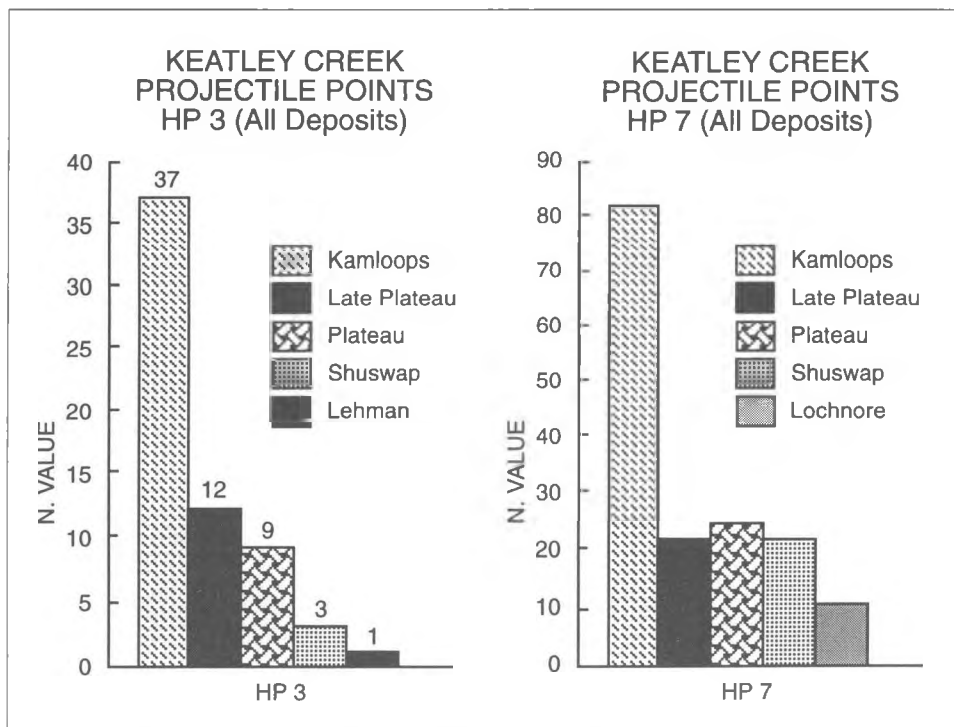 KEATLEY CREEK
PROJECTILE POINTS
HP 3 (All Deposits)
40
35
30
25
20
15
10
5
0
N. VALUE
37
12
9
3
1
Kamloops
Late Plateau
Plateau
Shuswap
Lehman
HP 3
KEATLEY CREEK
PROJECTILE POINTS
HP 7 (All Deposits)
90
80
70
60
50
40
30
20
10
0
N. VALUE
Kamloops
Late Plateau
Plateau
Shuswap
Lochnore
HP 7